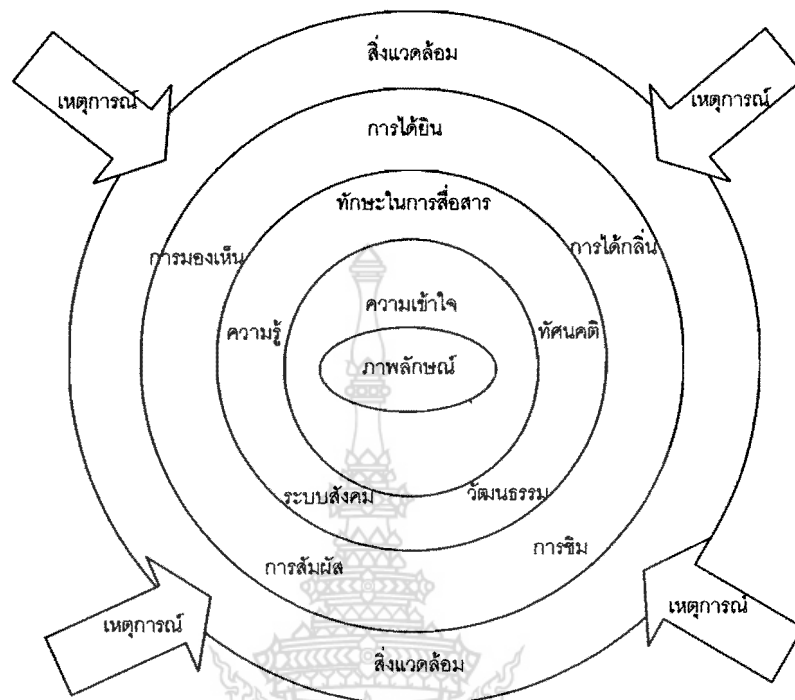 สิ่งแวดล้อม
เหตุการณ์
เหตุการณ์
การได้ยิน
ทักษะในการสื่อสาร
การมองเห็น
การได้กลิ่น
ความเข้าใจ
ความรู้
ทัศนคติ
ภาพลักษณ์
ระบบสังคม
วัฒนธรรม
การชิม
การสัมผัส
เหตุการณ์
เหตุการณ์
สิ่งแวดล้อม